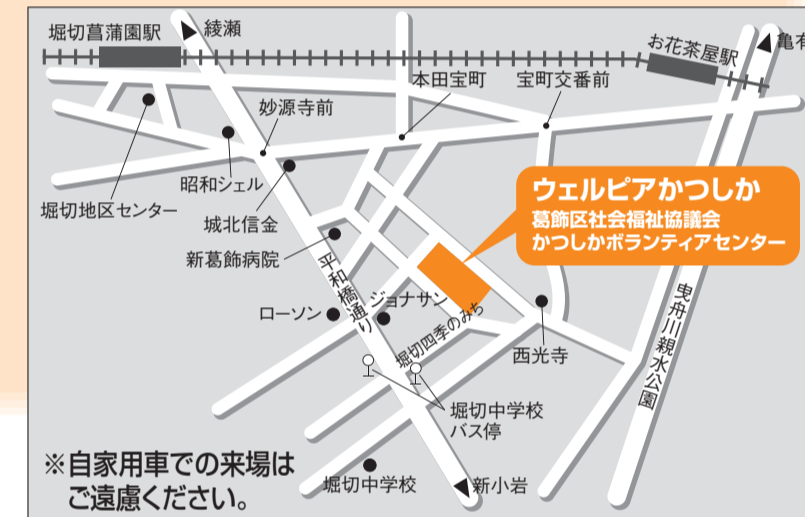 堀切菖蒲園駅
綾瀬
お花茶屋駅
亀有
本田宝町
宝町交番前
妙源寺前
昭和シェル
堀切地区センター
城北信金
新葛飾病院
ウェルピアかつしか
葛飾区社会福祉協議会
かつしかボランティアセンター
平和橋通り
ローソン
ジョナサン
堀切四季のみち
西光寺
曳舟川親水公園
堀切中学校
バス停
※自家用車での来場は
ご遠慮ください。
堀切中学校
新小岩